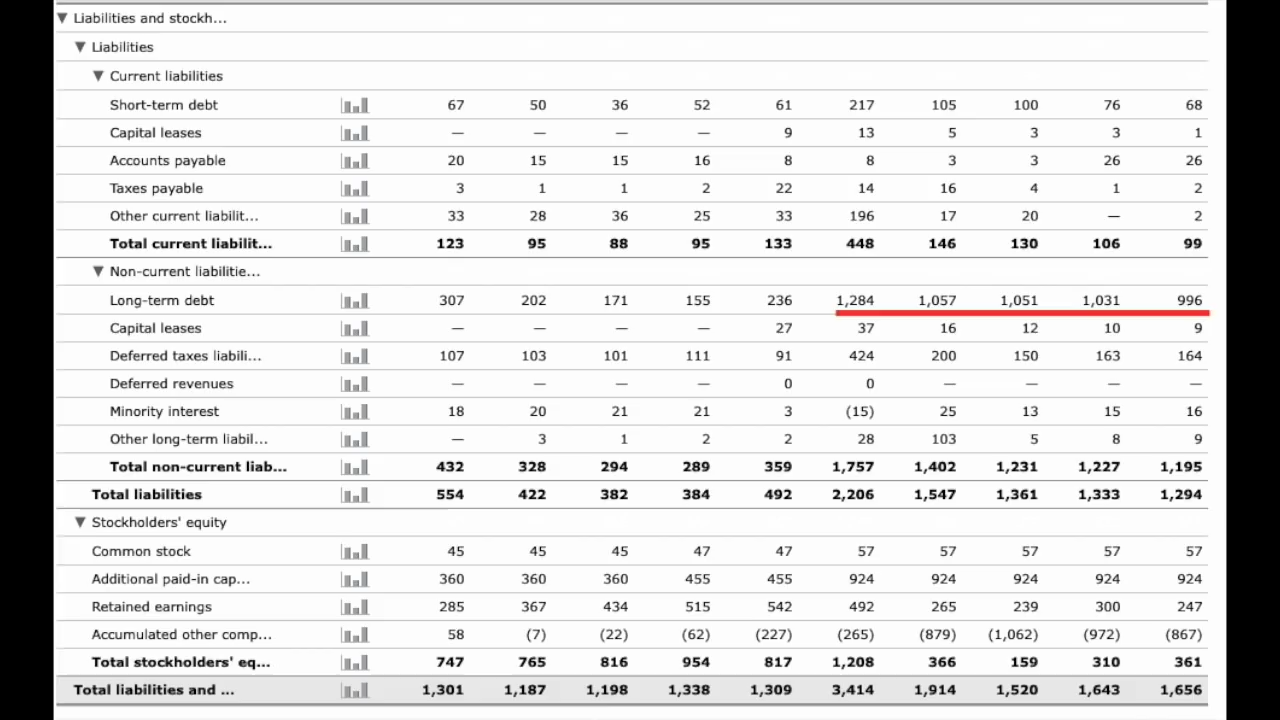 ▼ Liabilities and stockh...
▼ Liabilities
▼ Current liabilities
Short-term debt 67 50 36 52 61 217 105 100 76 68
Capital leases — — — — 9 13 5 3 3 1
Accounts payable 20 15 15 16 8 8 3 3 26 26
Taxes payable 3 1 1 2 22 14 16 4 1 2
Other current liabilit... 33 28 36 25 33 196 17 20 — 2
Total current liabilit... 123 95 88 95 133 448 146 130 106 99
▼ Non-current liabilitie...
Long-term debt 307 202 171 155 236 1,284 1,057 1,051 1,031 996
Capital leases — — — — 27 37 16 12 10 9
Deferred taxes liabili... 107 103 101 111 91 424 200 150 163 164
Deferred revenues — — — — 0 0 — — — —
Minority interest 18 20 21 21 3 (15) 25 13 15 16
Other long-term liabil... — 3 1 2 2 28 103 5 8 9
Total non-current liab... 432 328 294 289 359 1,757 1,402 1,231 1,227 1,195
Total liabilities 554 422 382 384 492 2,206 1,547 1,361 1,333 1,294
▼ Stockholders' equity
Common stock 45 45 45 47 47 57 57 57 57 57
Additional paid-in cap... 360 360 360 455 455 924 924 924 924 924
Retained earnings 285 367 434 515 542 492 265 239 300 247
Accumulated other comp... 58 (7) (22) (62) (227) (265) (879) (1,062) (972) (867)
Total stockholders' eq... 747 765 816 954 817 1,208 366 159 310 361
Total liabilities and ... 1,301 1,187 1,198 1,338 1,309 3,414 1,914 1,520 1,643 1,656